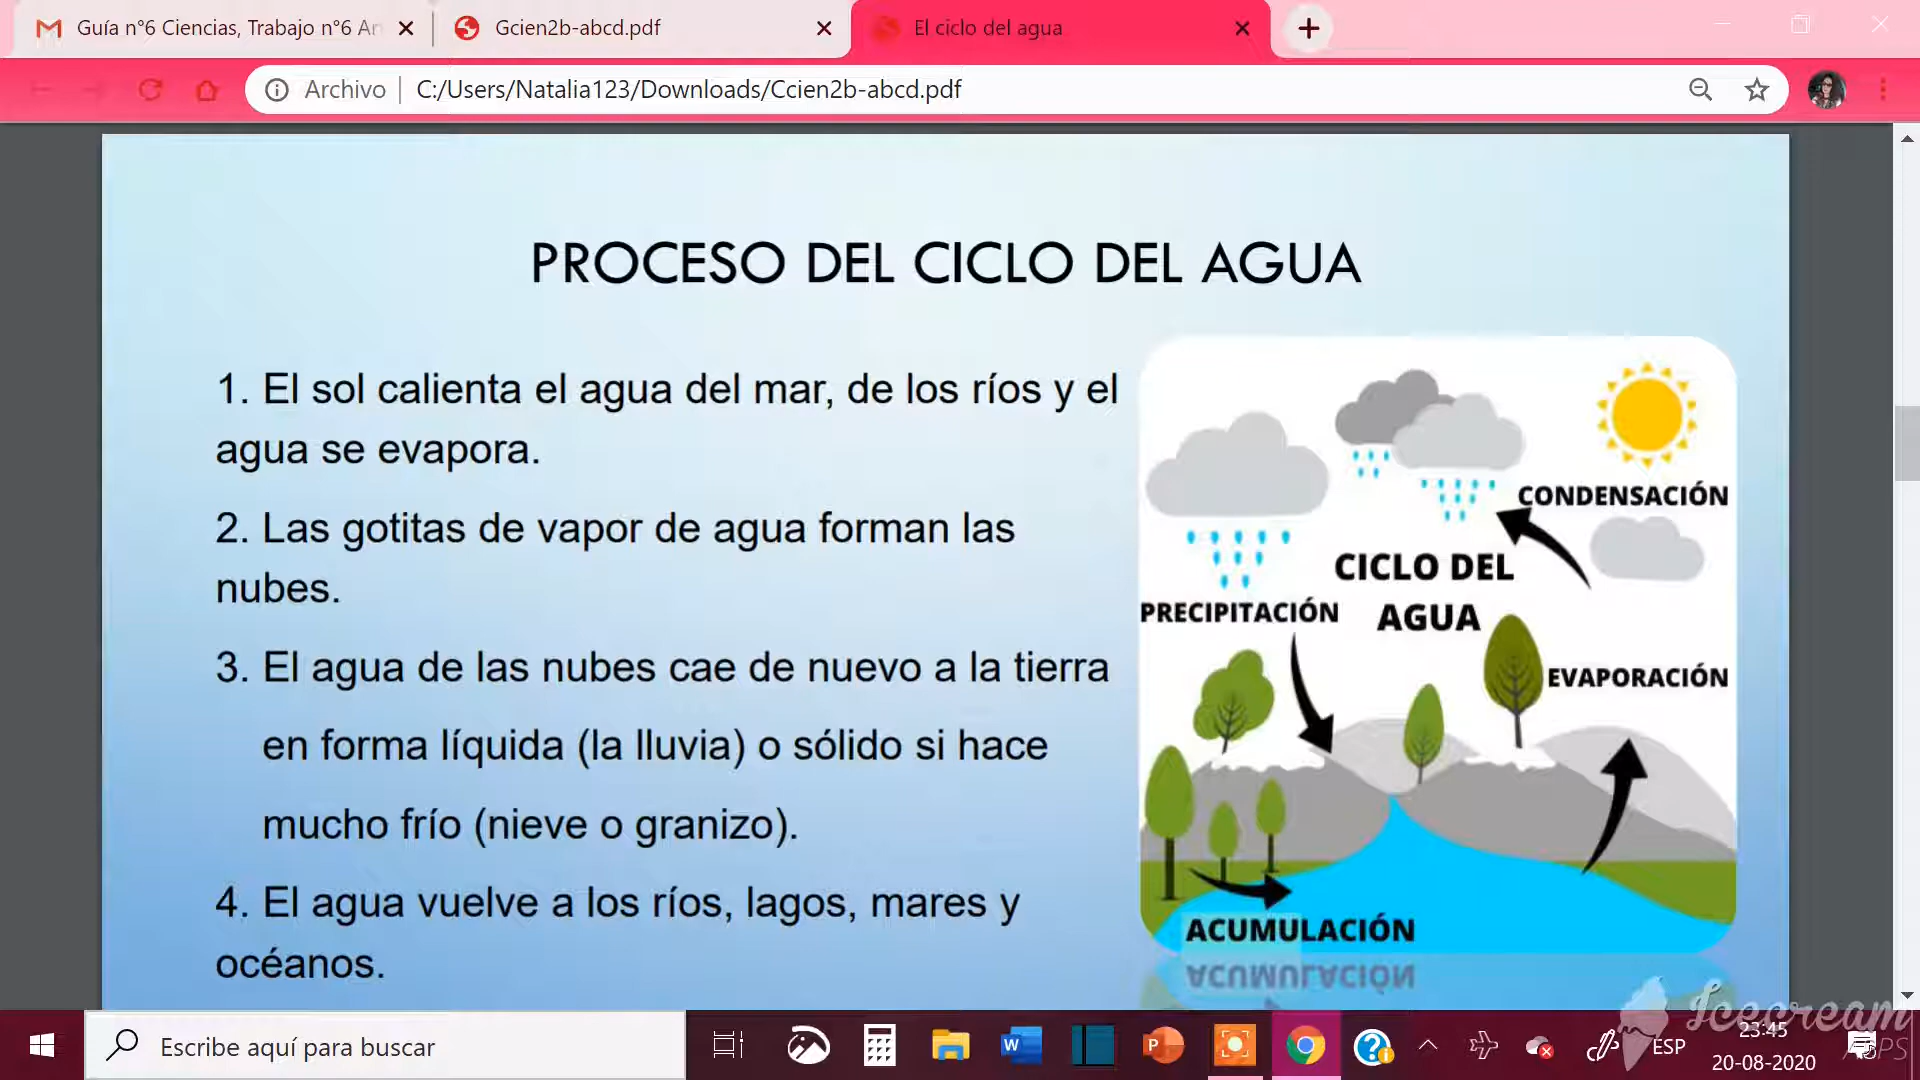 Guía n°6 Ciencias, Trabajo n°6 Ar
Gcien2b-abcd.pdf
El ciclo del agua
Archivo
C:/Users/Natalia123/Downloads/Ccien2b-abcd.pdf
PROCESO DEL CICLO DEL AGUA
1. El sol calienta el agua del mar, de los ríos y el
agua se evapora.
2. Las gotitas de vapor de agua forman las
nubes.
3. El agua de las nubes cae de nuevo a la tierra
en forma líquida (la lluvia) o sólido si hace
mucho frío (nieve o granizo).
4. El agua vuelve a los ríos, lagos, mares y
océanos.
CONDENSACIÓN
CICLO DEL
AGUA
PRECIPITACIÓN
EVAPORACIÓN
ACUMULACIÓN
Icecream
APPS
Escribe aquí para buscar
ESP
23:45
20-08-2020